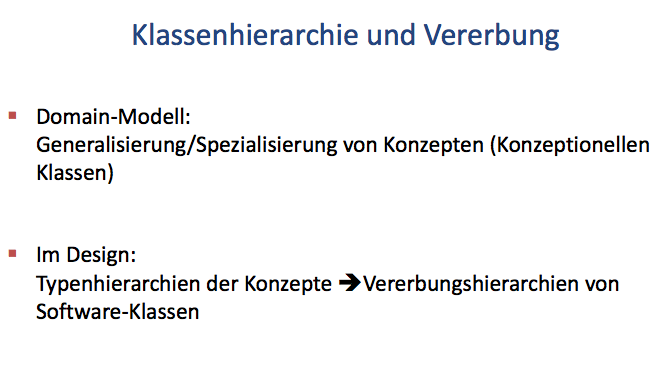 Klassenhierarchie und Vererbung
▪ Domain-Modell:
Generalisierung/Spezialisierung von Konzepten (Konzeptionellen
Klassen)
▪ Im Design:
Typenhierarchien der Konzepte ➔Vererbungshierarchien von
Software-Klassen